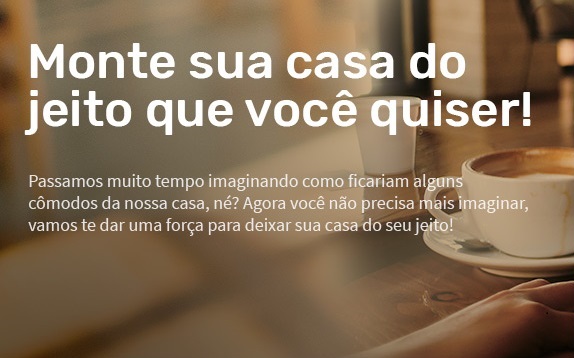 Monte sua casa do
jeito que você quiser!
Passamos muito tempo imaginando como ficariam alguns
cômodos da nossa casa, né? Agora você não precisa mais imaginar,
vamos te dar uma força para deixar sua casa do seu jeito!